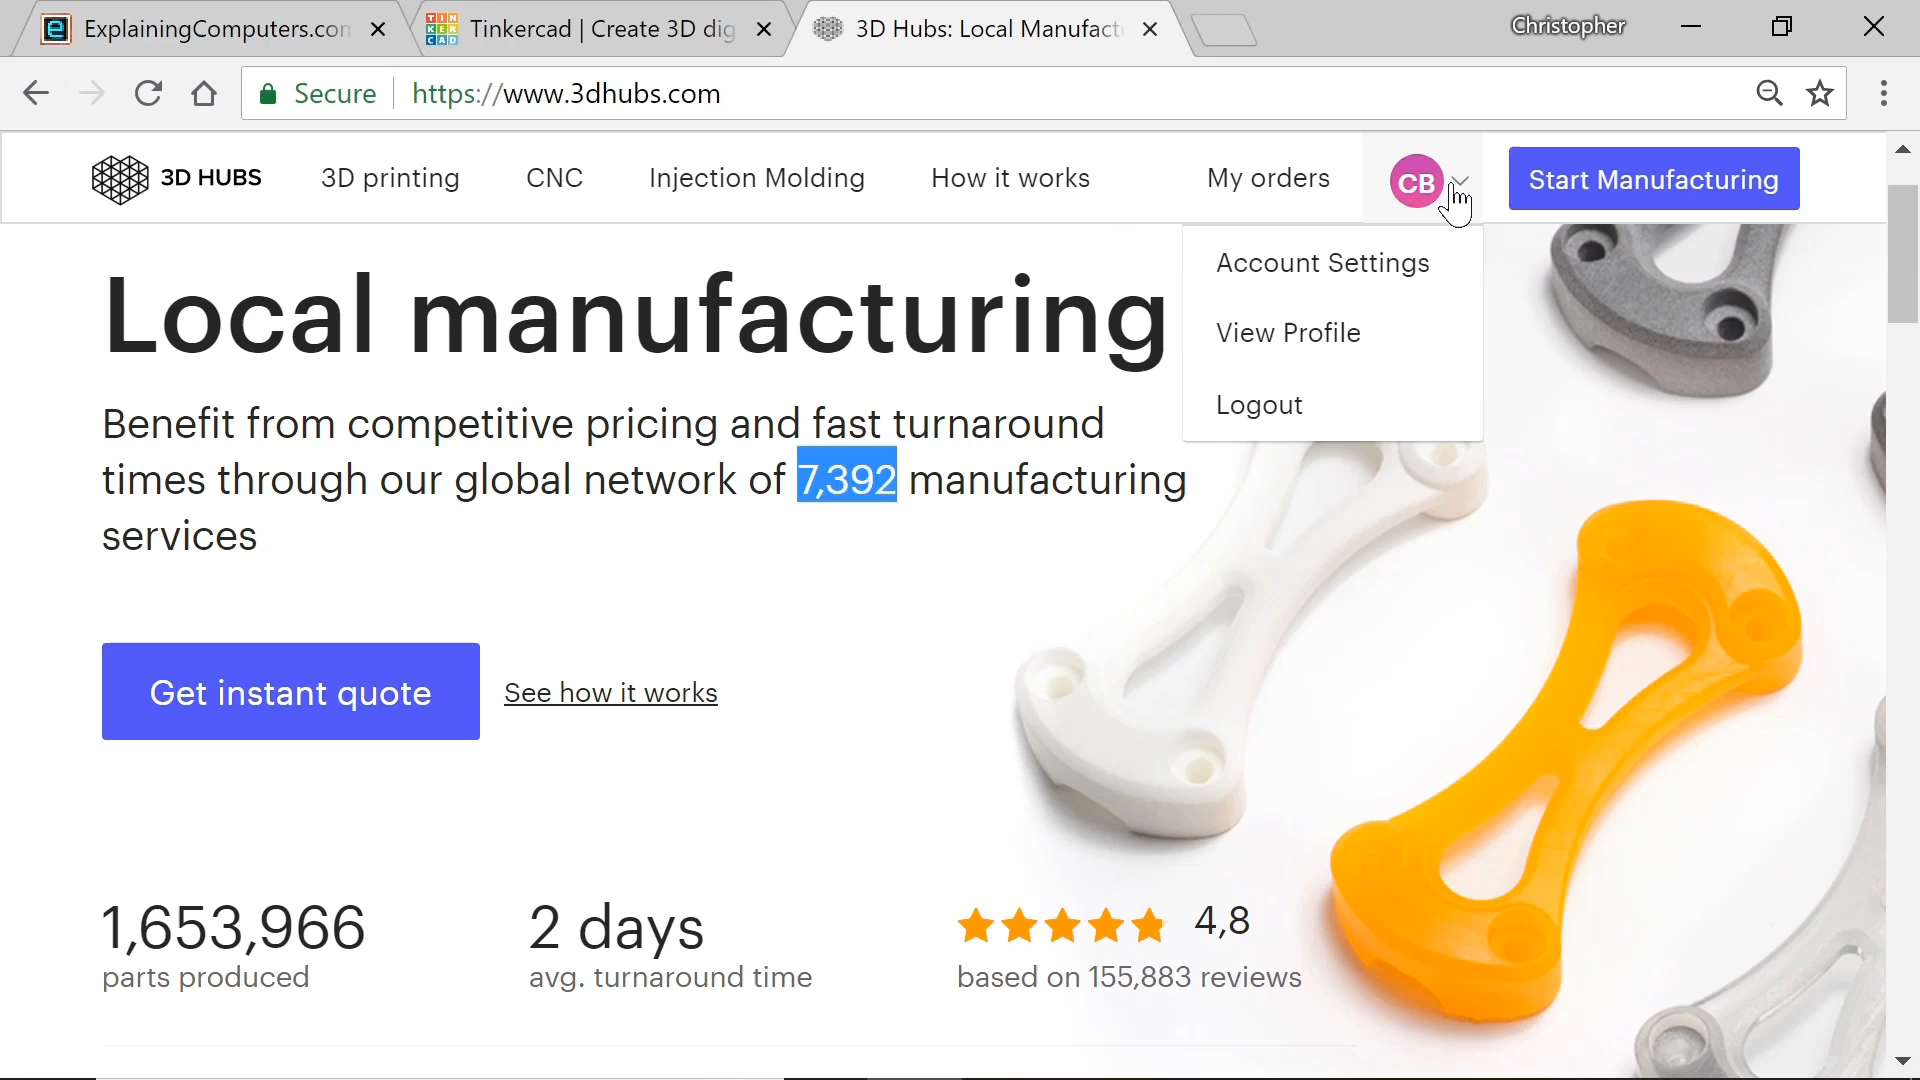 ExplainingComputers.con
Tinkercad | Create 3D dig
3D Hubs: Local Manufact
Christopher
Secure
https://www.3dhubs.com
3D HUBS
3D printing
CNC
Injection Molding
How it works
My orders
CB
Start Manufacturing
Account Settings
View Profile
Logout
Local manufacturing
Benefit from competitive pricing and fast turnaround
times through our global network of 7,392 manufacturing
services
Get instant quote
See how it works
1,653,966
parts produced
2 days
avg. turnaround time
4,8
based on 155,883 reviews